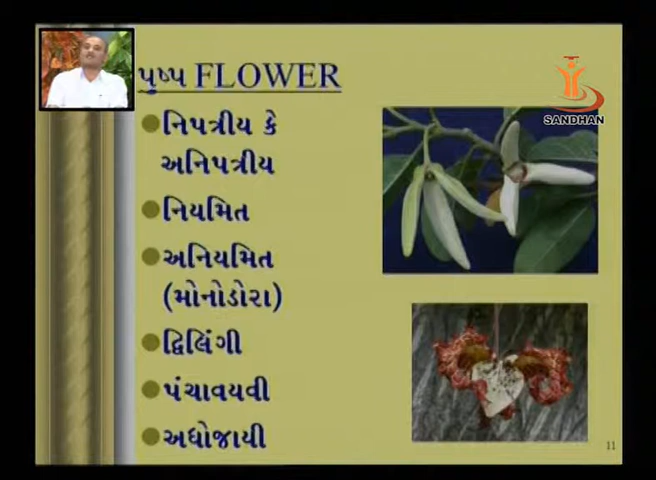 પુષ્પ FLOWER
નિપત્રીય કે
અનિપત્રીય
નિયમિત
અનિયમિત
(મોનોડોરા)
દ્વિલિંગી
પંચાવયવી
અધોજાયી
SANDHAN
11